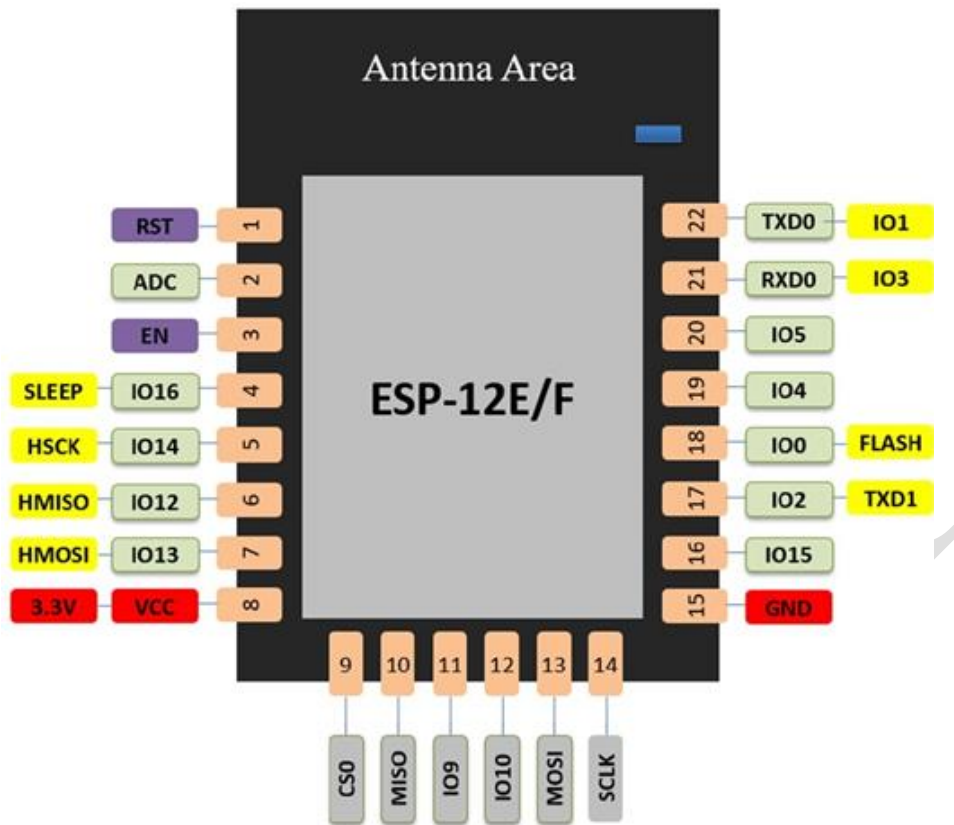 Antenna Area
RST 1
ADC 2
EN 3
SLEEP IO16 4
HSCK IO14 5
HMISO IO12 6
HMOSI IO13 7
3.3V VCC 8
ESP-12E/F
22 TXD0 IO1
21 RXD0 IO3
20 IO5
19 IO4
18 IO0 FLASH
17 IO2 TXD1
16 IO15
15 GND
9 10 11 12 13 14
CS0 MISO IO9 IO10 MOSI SCLK